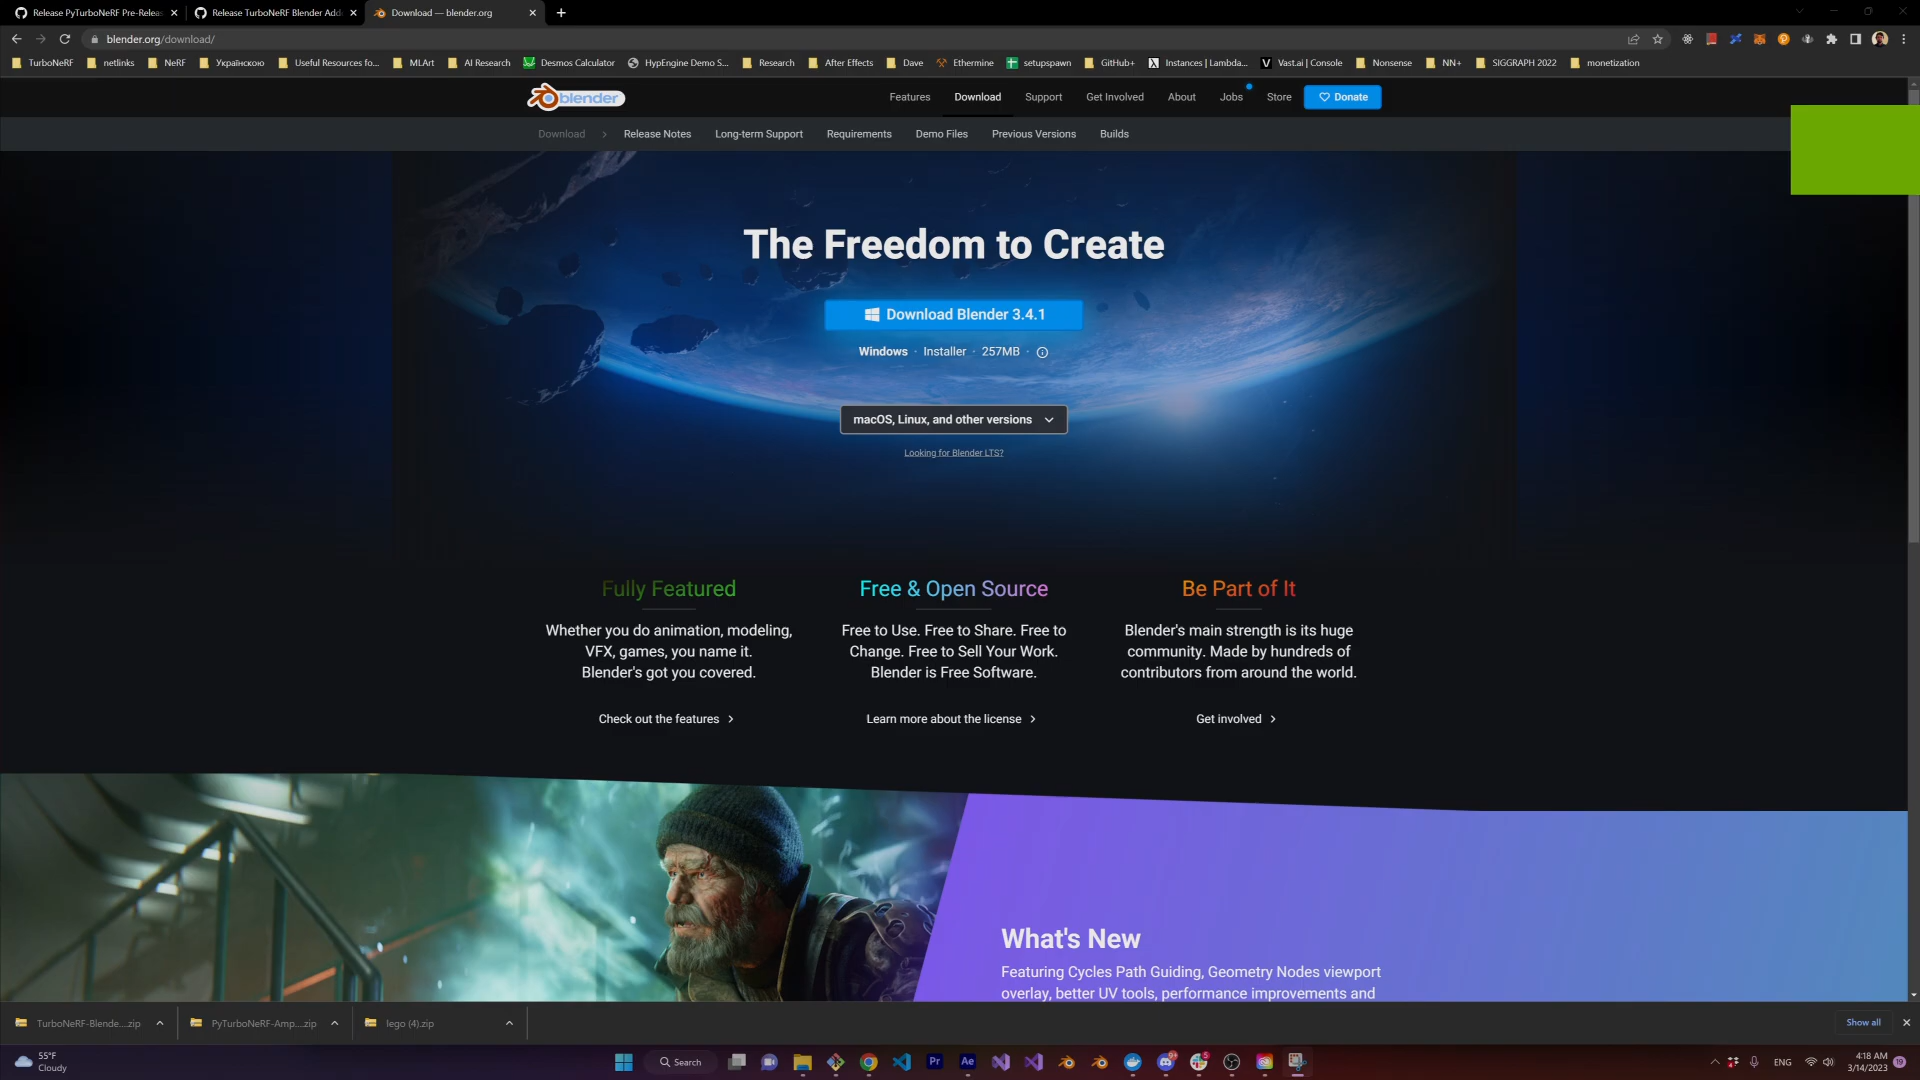 Release PyTurboNeRF Pre-Relea
Release TurboNeRF Blender Add
Download — blender.org
blender.org/download/
TurboNeRF
netlinks
NeRF
Українською
Useful Resources fo...
MLArt
AI Research
Desmos Calculator
HypEngine Demo S...
Research
After Effects
Dave
Ethermine
setupspawn
GitHub+
Instances | Lambda...
Vast.ai | Console
Nonsense
NN+
SIGGRAPH 2022
monetization
blender
Features
Download
Support
Get Involved
About
Jobs
Store
Donate
Download
Release Notes
Long-term Support
Requirements
Demo Files
Previous Versions
Builds
The Freedom to Create
Download Blender 3.4.1
Windows · Installer · 257MB ·
macOS, Linux, and other versions
Looking for Blender LTS?
Fully Featured
Whether you do animation, modeling,
VFX, games, you name it.
Blender's got you covered.
Check out the features
Free & Open Source
Free to Use. Free to Share. Free to
Change. Free to Sell Your Work.
Blender is Free Software.
Learn more about the license
Be Part of It
Blender's main strength is its huge
community. Made by hundreds of
contributors from around the world.
Get involved
What's New
Featuring Cycles Path Guiding, Geometry Nodes viewport
overlay, better UV tools, performance improvements and
TurboNeRF-Blende....zip
PyTurboNeRF-Amp....zip
lego (4).zip
Show all
55°F
Cloudy
Search
Pr
Ae
ENG
4:18 AM
3/14/2023